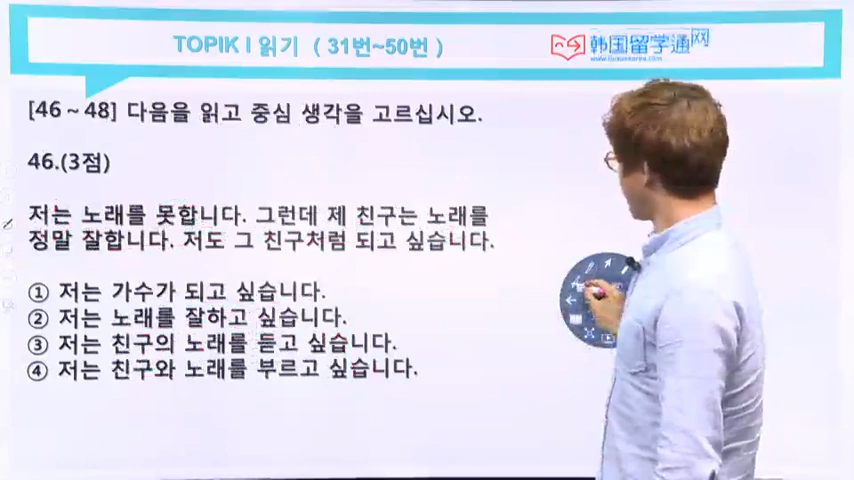 TOPIK I 읽기 ( 31번~50번 )
韩国留学通网
[46~48] 다음을 읽고 중심 생각을 고르십시오.
46.(3점)
저는 노래를 못합니다. 그런데 제 친구는 노래를
정말 잘합니다. 저도 그 친구처럼 되고 싶습니다.
① 저는 가수가 되고 싶습니다.
② 저는 노래를 잘하고 싶습니다.
③ 저는 친구의 노래를 듣고 싶습니다.
④ 저는 친구와 노래를 부르고 싶습니다.